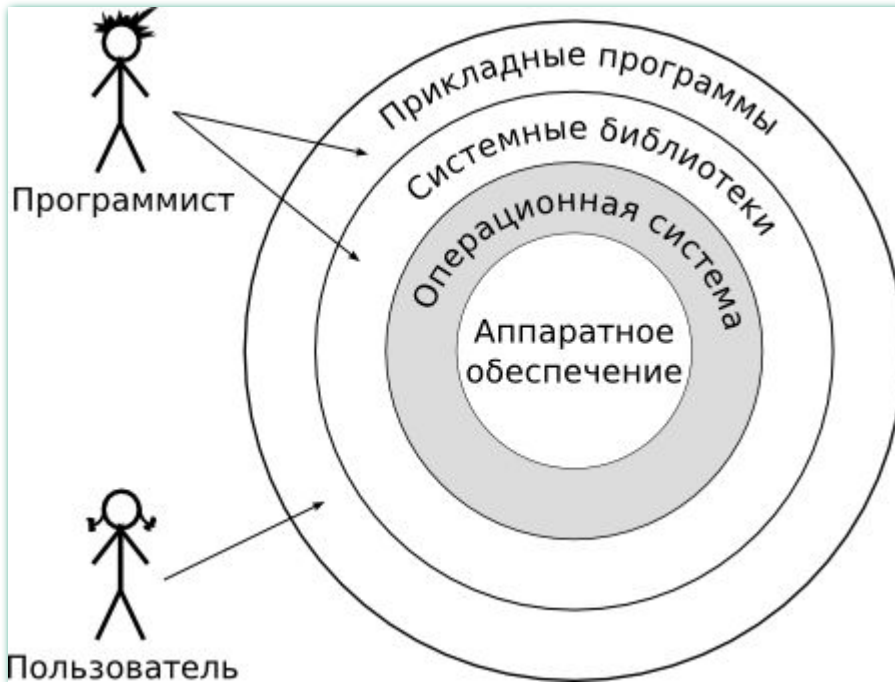 Прикладные программы
Системные библиотеки
Операционная система
Аппаратное
обеспечение
Программист
Пользователь